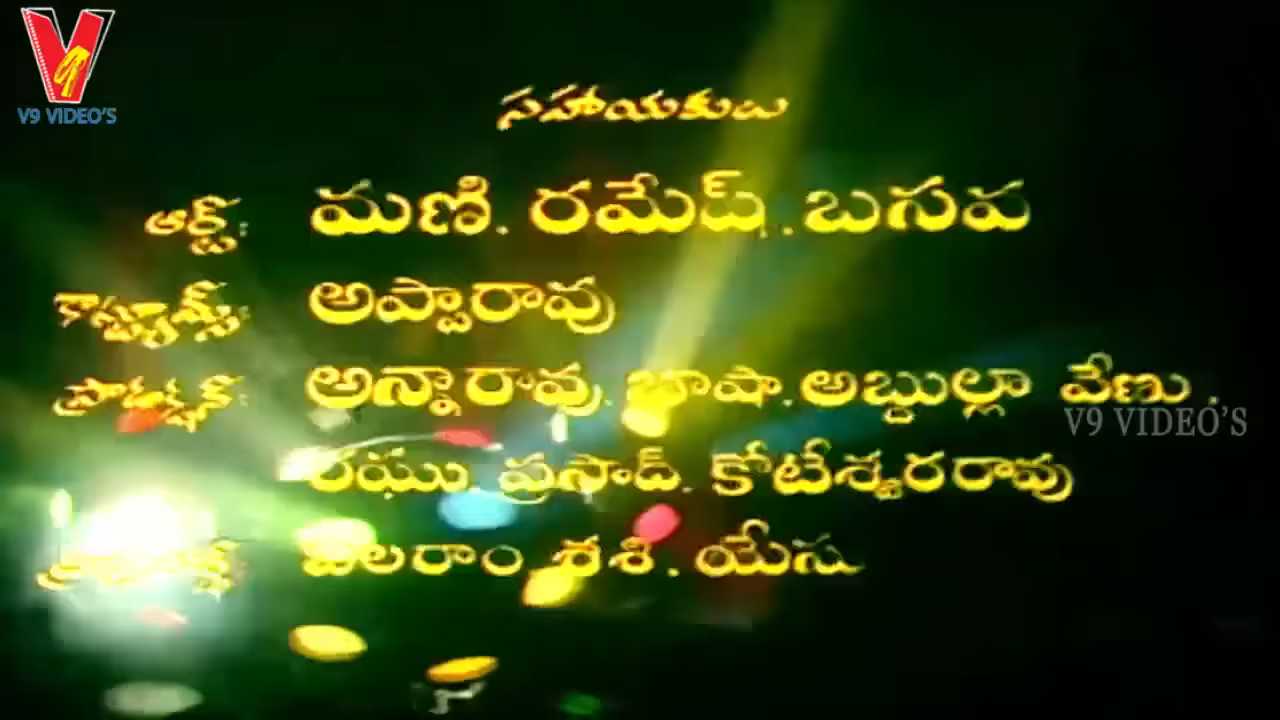 V9
V9 VIDEO'S
సహాయకులు
ఆర్ట్: మణి. రమేష్. బసవ
కాస్ట్యూమ్స్: అప్పారావు
ప్రొడక్షన్: అన్నారావు. భాషా. అబ్దుల్లా వేణు.
V9 VIDEO'S
రఘు. ప్రసాద్. కోటేశ్వరరావు
బలరాం శశి. యేసు